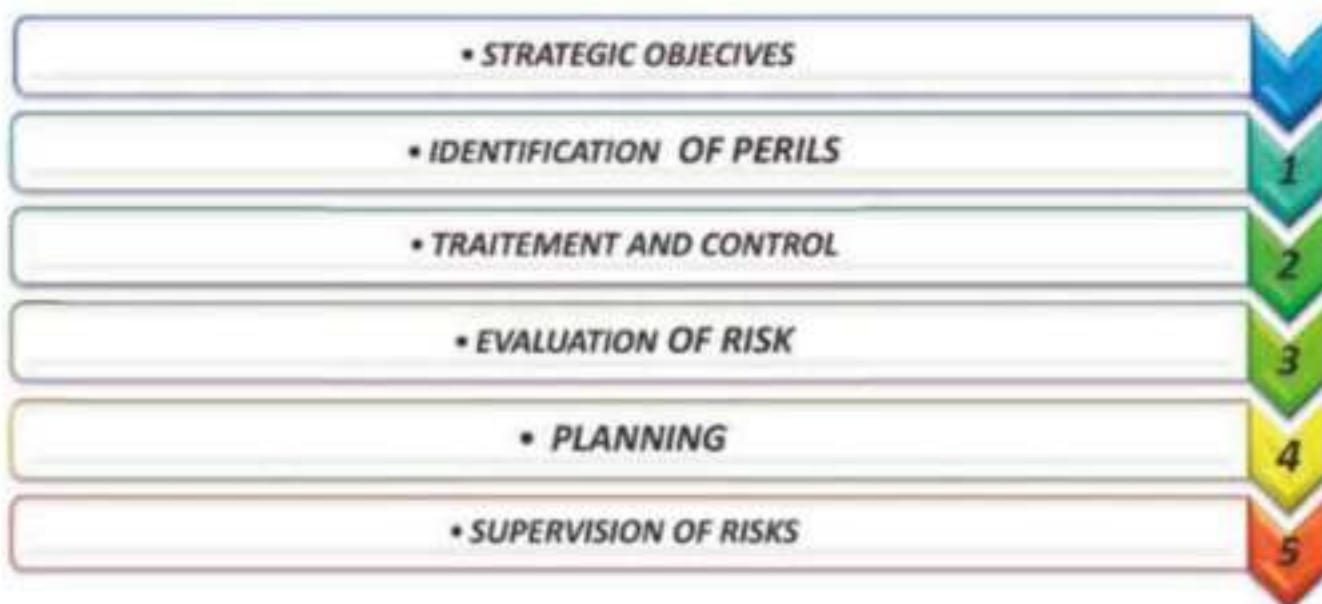 • STRATEGIC OBJECIVES
• IDENTIFICATION OF PERILS
1
• TRAITEMENT AND CONTROL
2
• EVALUATION OF RISK
3
• PLANNING
4
• SUPERVISION OF RISKS
5